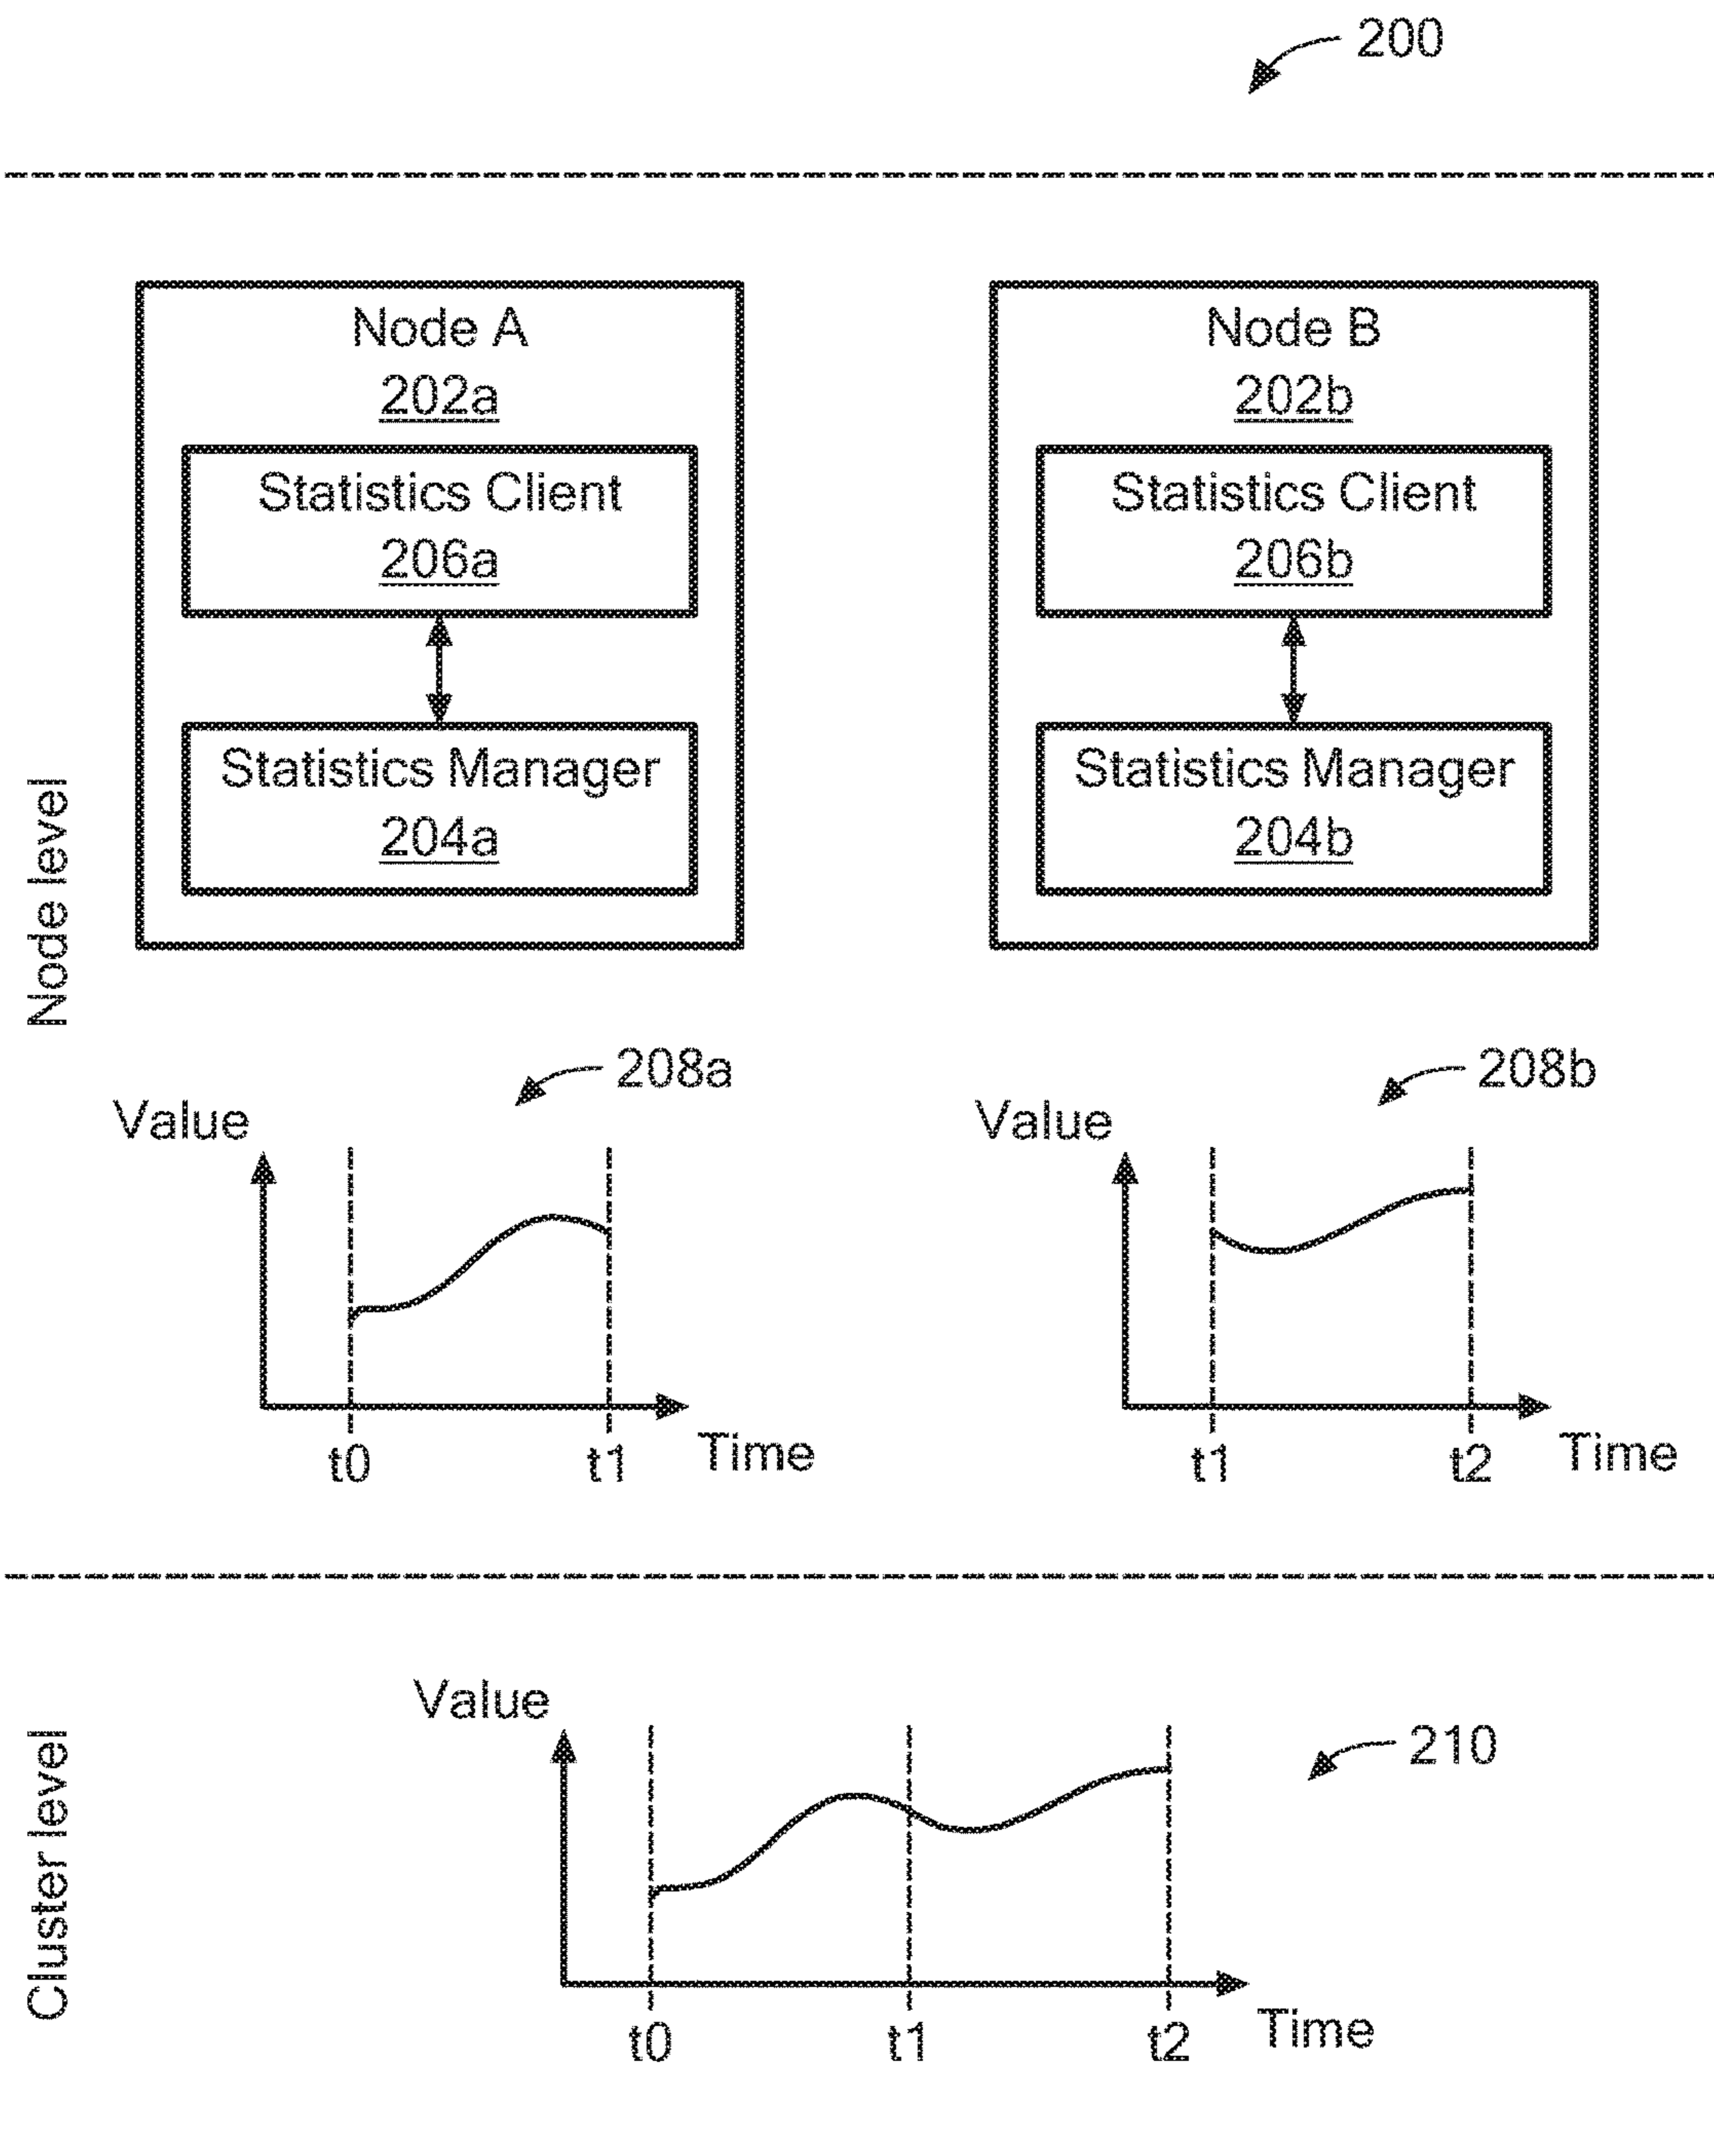 200
Node A
202a
Statistics Client
206a
Statistics Manager
204a
Node B
202b
Statistics Client
206b
Statistics Manager
204b
Node level
208a
Value
t0
t1
Time
208b
Value
t1
t2
Time
Cluster level
Value
210
t0
t1
t2
Time